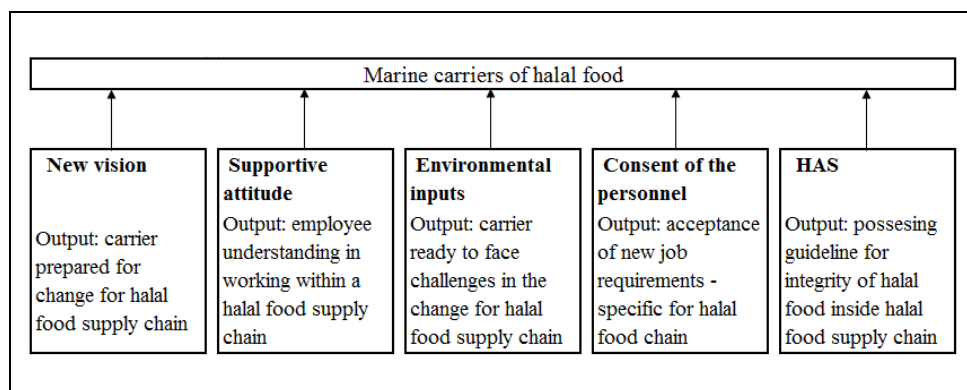 Marine carriers of halal food
New vision
Output: carrier
prepared for
change for halal
food supply chain
Supportive
attitude
Output: employee
understanding in
working within a
halal food supply
chain
Environmental
inputs
Output: carrier
ready to face
challenges in the
change for halal
food supply chain
Consent of the
personnel
Output: acceptance
of new job
requirements -
specific for halal
food chain
HAS
Output: possesing
guideline for
integrity of halal
food inside halal
food supply chain